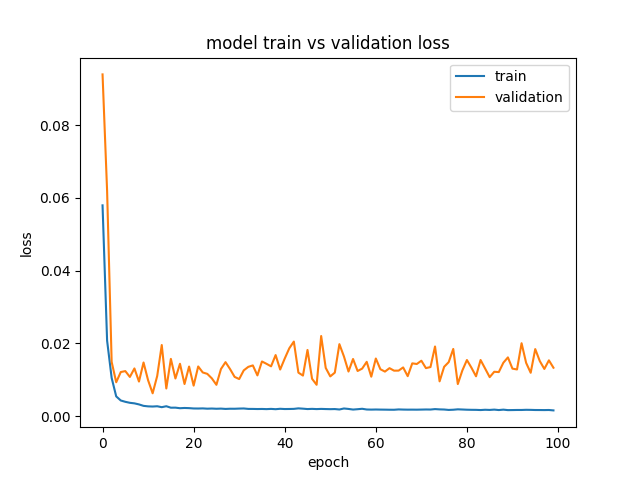 model train vs validation loss
train
validation
loss
0.08
0.06
0.04
0.02
0.00
0
20
40
60
80
100
epoch